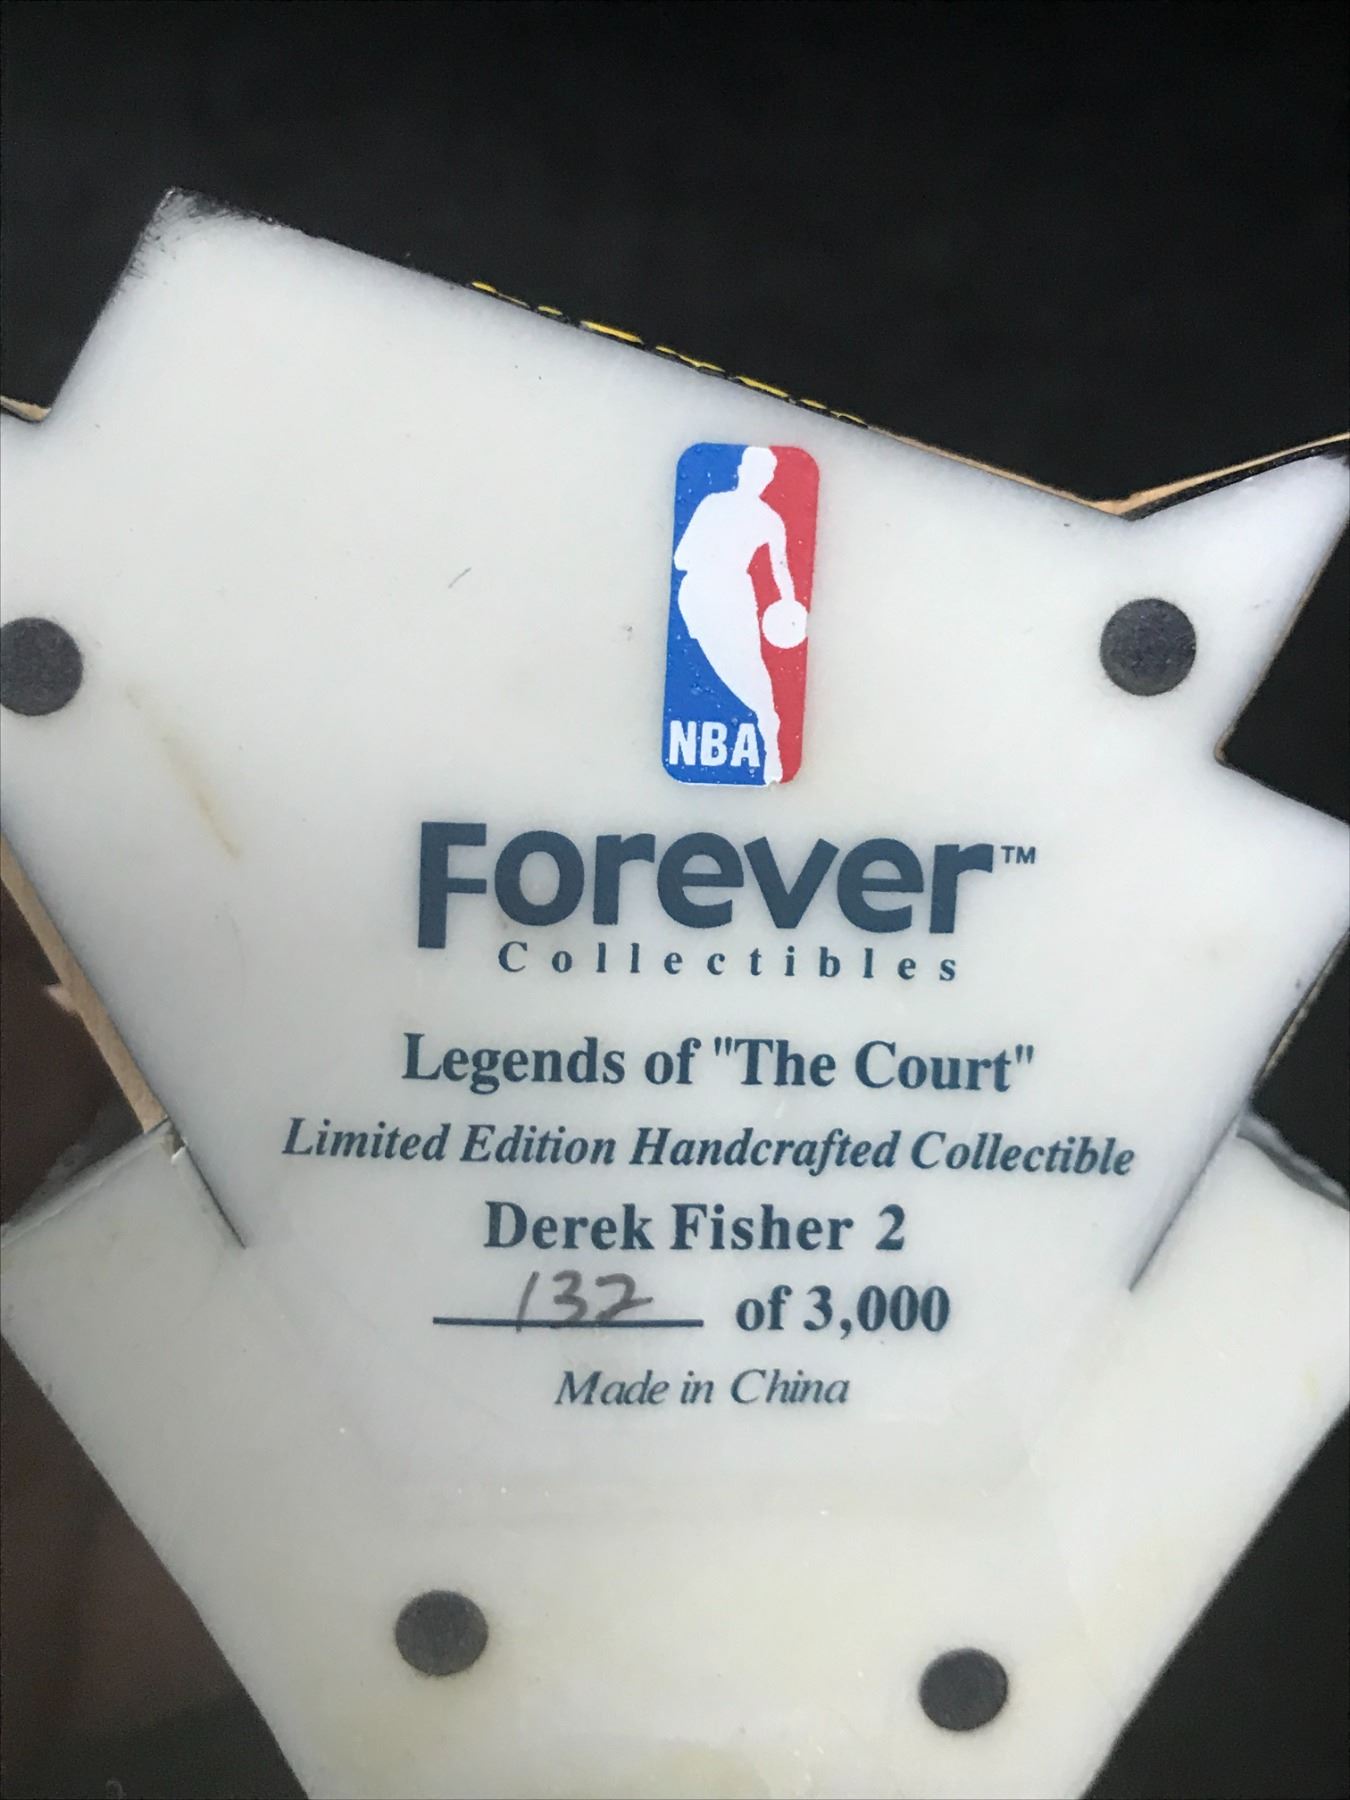 NBA
Forever™
Collectibles
Legends of "The Court"
Limited Edition Handcrafted Collectible
Derek Fisher 2
132 of 3,000
Made in China